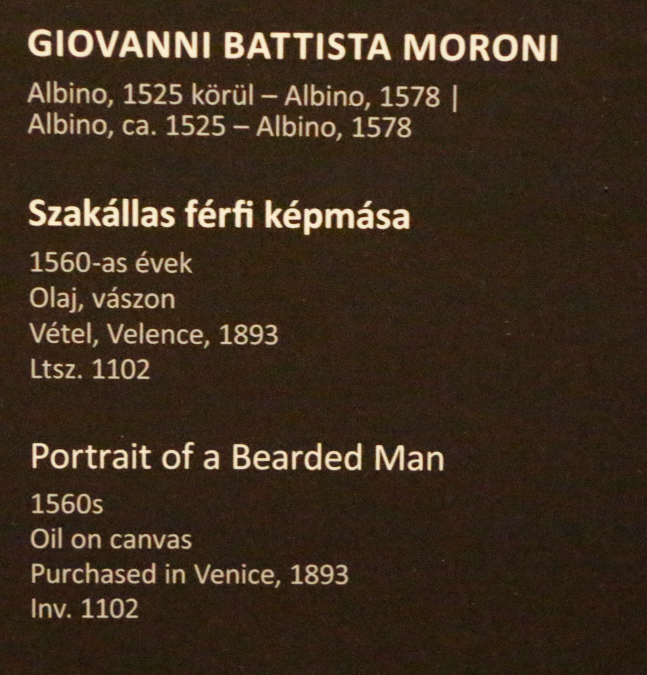 GIOVANNI BATTISTA MORONI
Albino, 1525 körül – Albino, 1578 |
Albino, ca. 1525 – Albino, 1578
Szakállas férfi képmása
1560-as évek
Olaj, vászon
Vétel, Velence, 1893
Ltsz. 1102
Portrait of a Bearded Man
1560s
Oil on canvas
Purchased in Venice, 1893
Inv. 1102